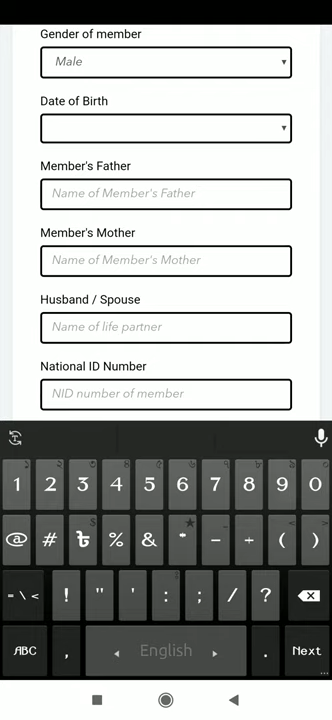 Gender of member
Male
Date of Birth
Member's Father
Name of Member's Father
Member's Mother
Name of Member's Mother
Husband / Spouse
Name of life partner
National ID Number
NID number of member
1 2 3 4 5 6 7 8 9 0
@ # ৳ % & * - + ( )
= \ < ! " ' : ; / ?
ABC , English . Next